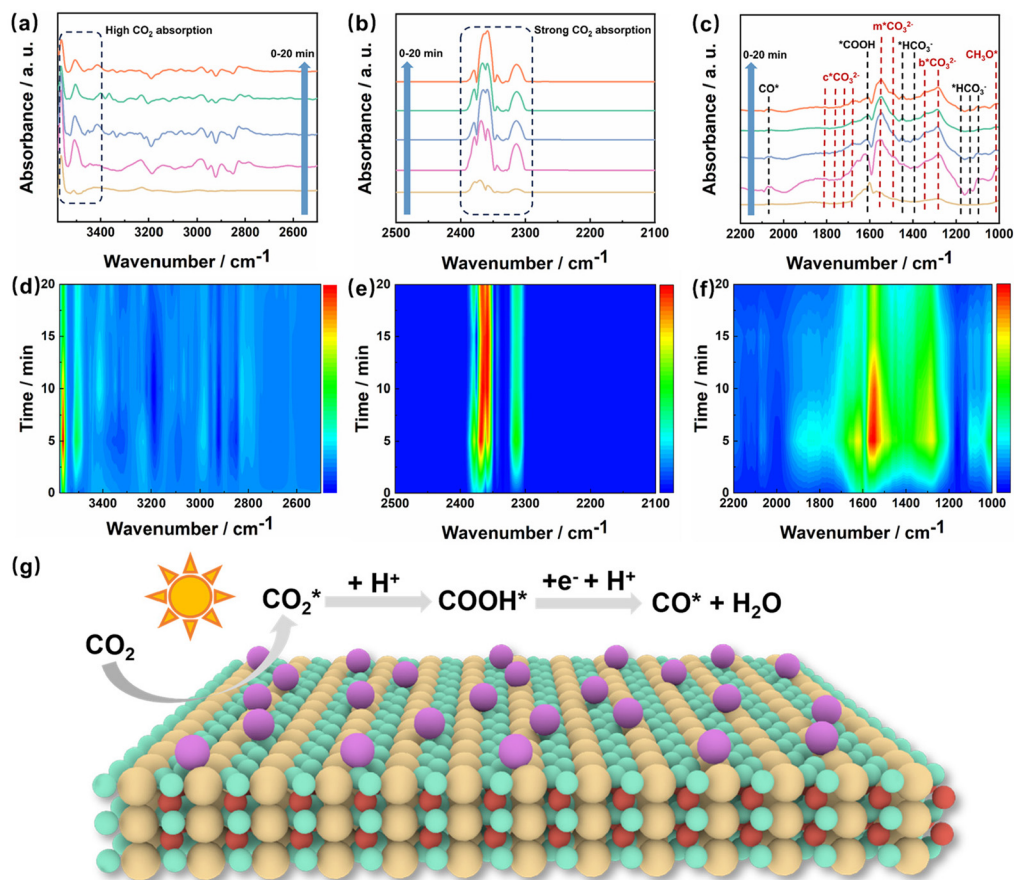 (a)
High CO₂ absorption
0-20 min
Absorbance / a. u.
3400 3200 3000 2800 2600
Wavenumber / cm⁻¹
(b)
Strong CO₂ absorption
0-20 min
Absorbance / a. u.
2500 2400 2300 2200 2100
Wavenumber / cm⁻¹
(c)
m*CO₃²⁻
*COOH
*HCO₃⁻
0-20 min
b*CO₃²⁻
CH₃O*
c*CO₃²⁻
*HCO₃⁻
CO*
Absorbance / a. u.
2200 2000 1800 1600 1400 1200 1000
Wavenumber / cm⁻¹
(d)
20
15
10
5
0
Time / min
3400 3200 3000 2800 2600
Wavenumber / cm⁻¹
(e)
20
15
10
5
0
Time / min
2500 2400 2300 2200 2100
Wavenumber / cm⁻¹
(f)
20
15
10
5
0
Time / min
2200 2000 1800 1600 1400 1200 1000
Wavenumber / cm⁻¹
(g)
CO₂
CO₂* + H⁺ COOH* +e⁻ + H⁺ CO* + H₂O